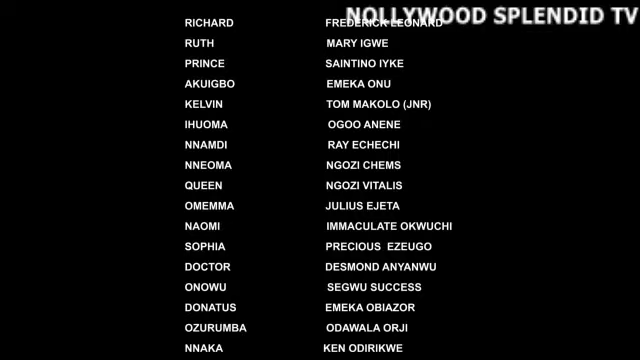 NOLLYWOOD SPLENDID TV
RICHARD FREDERICK LEONARD
RUTH MARY IGWE
PRINCE SAINTINO IYKE
AKUIGBO EMEKA ONU
KELVIN TOM MAKOLO (JNR)
IHUOMA OGOO ANENE
NNAMDI RAY ECHECHI
NNEOMA NGOZI CHEMS
QUEEN NGOZI VITALIS
OMEMMA JULIUS EJETA
NAOMI IMMACULATE OKWUCHI
SOPHIA PRECIOUS EZEUGO
DOCTOR DESMOND ANYANWU
ONOWU SEGWU SUCCESS
DONATUS EMEKA OBIAZOR
OZURUMBA ODAWALA ORJI
NNAKA KEN ODIRIKWE